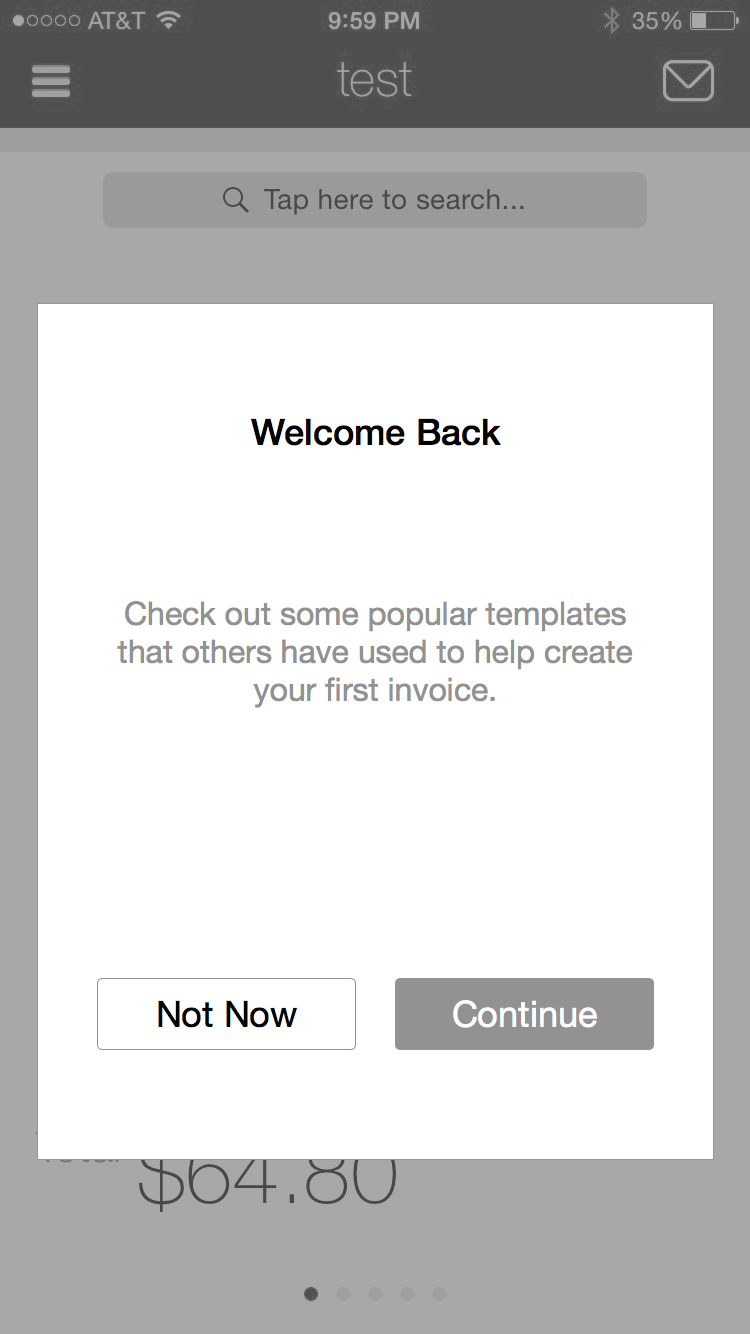 AT&T 9:59 PM 35%
test
Tap here to search...
Welcome Back
Check out some popular templates
that others have used to help create
your first invoice.
Not Now Continue
$64.80